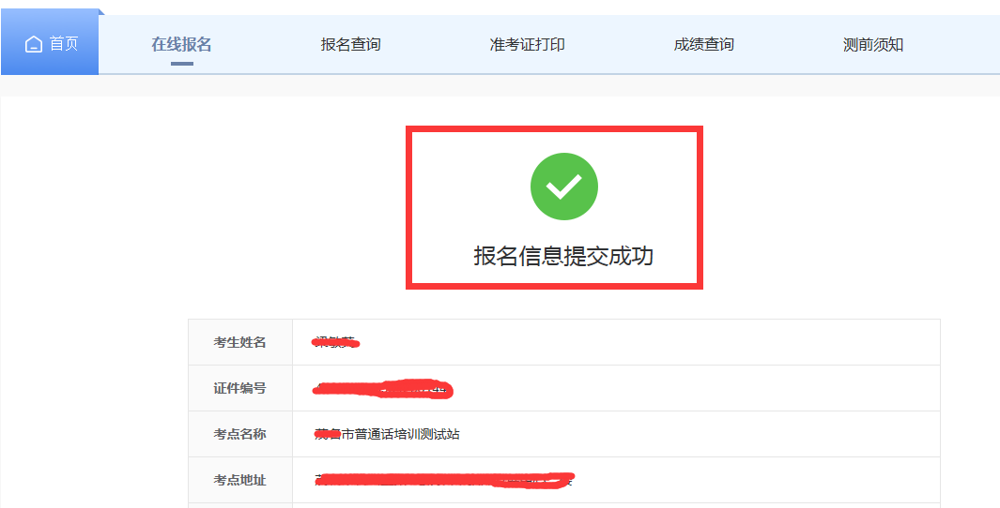 首页
在线报名
报名查询
准考证打印
成绩查询
测前须知
报名信息提交成功
考生姓名
证件编号
考点名称
市普通话培训测试站
考点地址